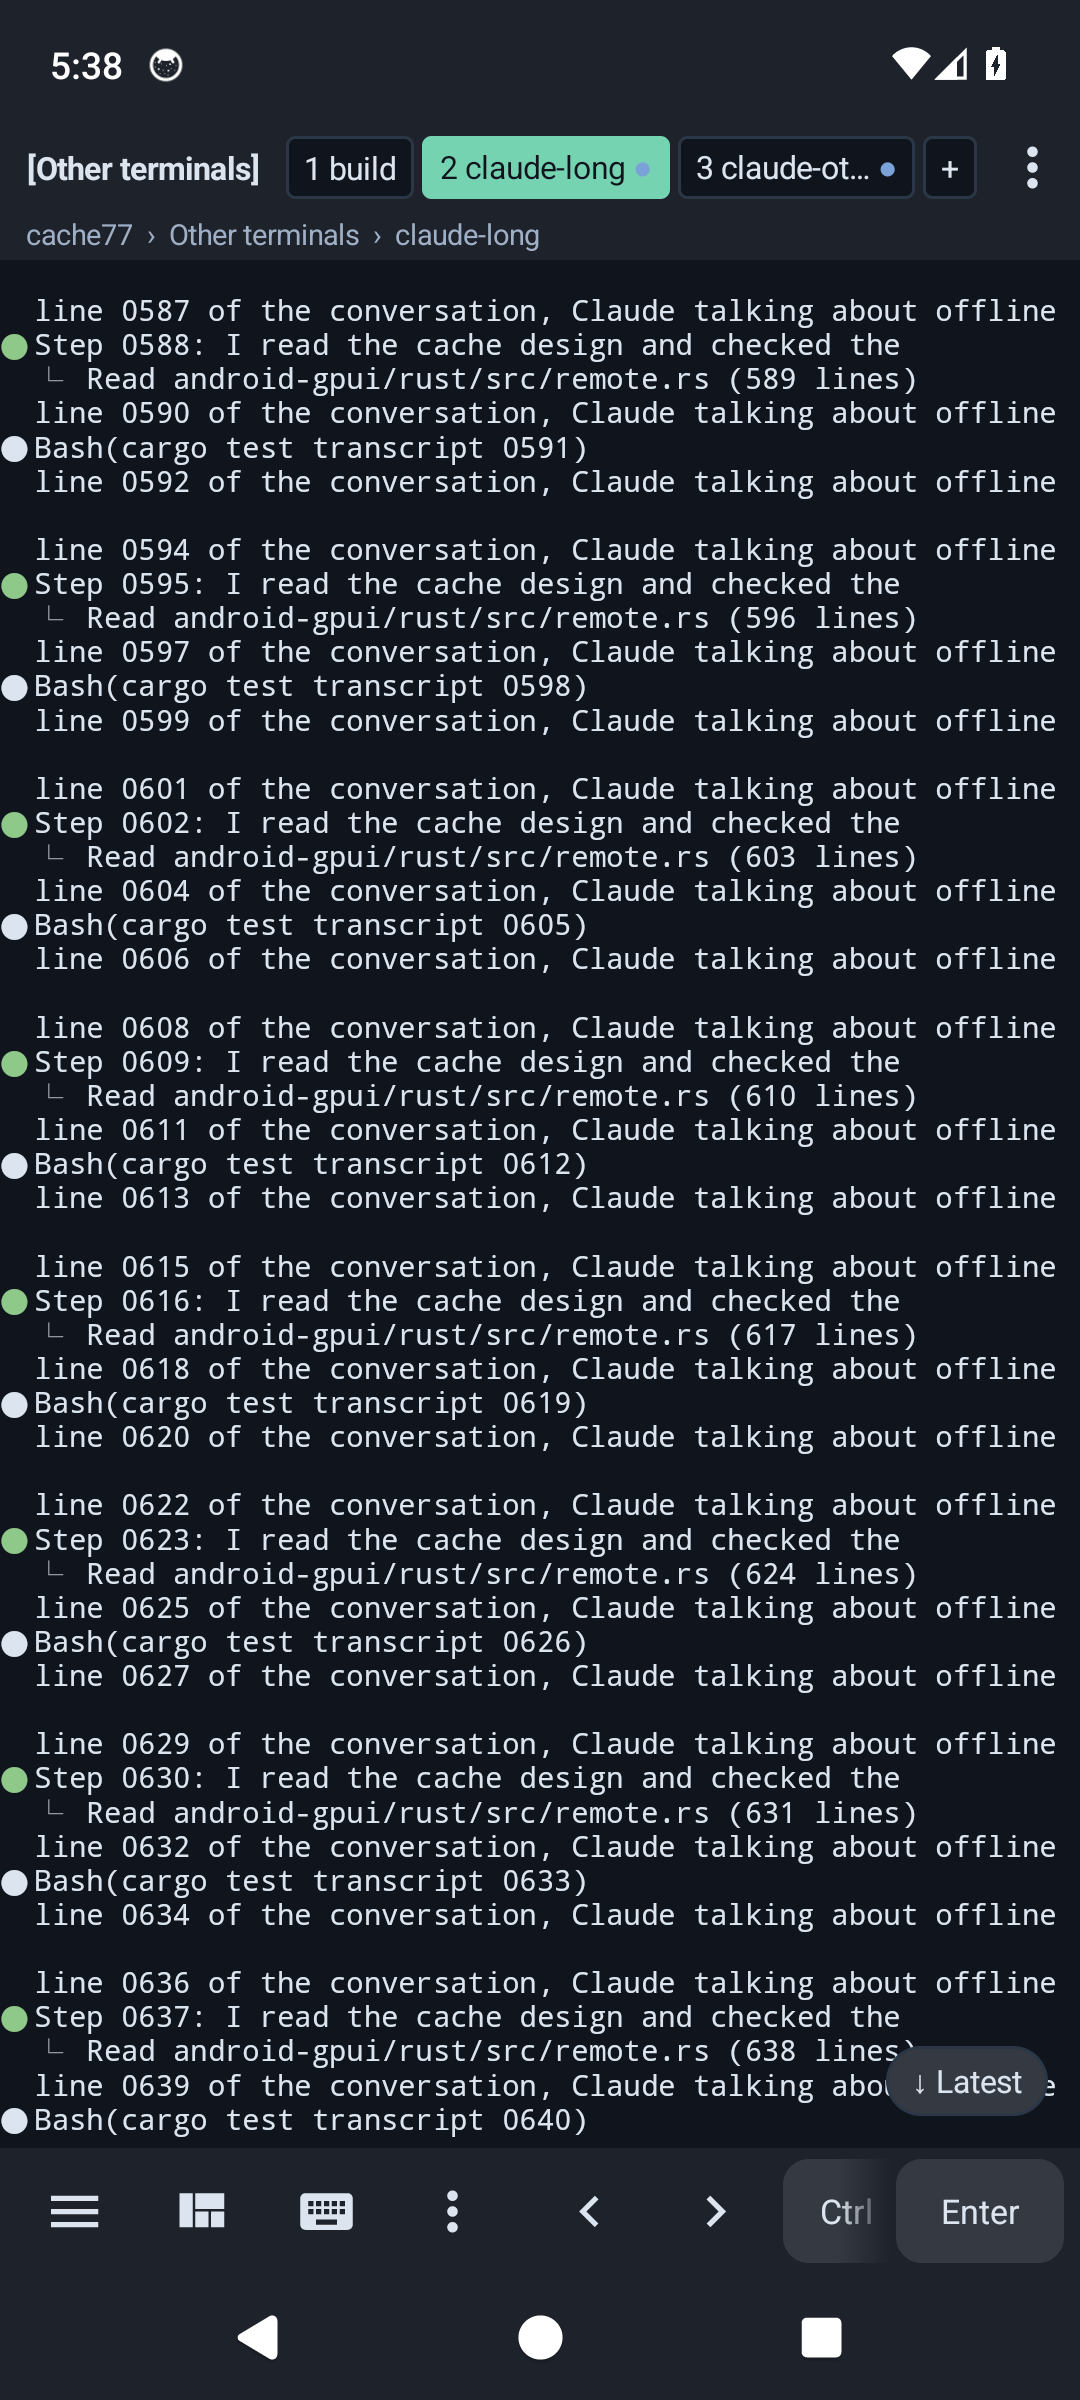 5:38
[Other terminals] 1 build 2 claude-long 3 claude-ot... +
cache77 › Other terminals › claude-long
line 0587 of the conversation, Claude talking about offline
Step 0588: I read the cache design and checked the
└ Read android-gpui/rust/src/remote.rs (589 lines)
line 0590 of the conversation, Claude talking about offline
Bash(cargo test transcript 0591)
line 0592 of the conversation, Claude talking about offline
line 0594 of the conversation, Claude talking about offline
Step 0595: I read the cache design and checked the
└ Read android-gpui/rust/src/remote.rs (596 lines)
line 0597 of the conversation, Claude talking about offline
Bash(cargo test transcript 0598)
line 0599 of the conversation, Claude talking about offline
line 0601 of the conversation, Claude talking about offline
Step 0602: I read the cache design and checked the
└ Read android-gpui/rust/src/remote.rs (603 lines)
line 0604 of the conversation, Claude talking about offline
Bash(cargo test transcript 0605)
line 0606 of the conversation, Claude talking about offline
line 0608 of the conversation, Claude talking about offline
Step 0609: I read the cache design and checked the
└ Read android-gpui/rust/src/remote.rs (610 lines)
line 0611 of the conversation, Claude talking about offline
Bash(cargo test transcript 0612)
line 0613 of the conversation, Claude talking about offline
line 0615 of the conversation, Claude talking about offline
Step 0616: I read the cache design and checked the
└ Read android-gpui/rust/src/remote.rs (617 lines)
line 0618 of the conversation, Claude talking about offline
Bash(cargo test transcript 0619)
line 0620 of the conversation, Claude talking about offline
line 0622 of the conversation, Claude talking about offline
Step 0623: I read the cache design and checked the
└ Read android-gpui/rust/src/remote.rs (624 lines)
line 0625 of the conversation, Claude talking about offline
Bash(cargo test transcript 0626)
line 0627 of the conversation, Claude talking about offline
line 0629 of the conversation, Claude talking about offline
Step 0630: I read the cache design and checked the
└ Read android-gpui/rust/src/remote.rs (631 lines)
line 0632 of the conversation, Claude talking about offline
Bash(cargo test transcript 0633)
line 0634 of the conversation, Claude talking about offline
line 0636 of the conversation, Claude talking about offline
Step 0637: I read the cache design and checked the
└ Read android-gpui/rust/src/remote.rs (638 lines)
line 0639 of the conversation, Claude talking
↓ Latest
Bash(cargo test transcript 0640)
Ctrl Enter